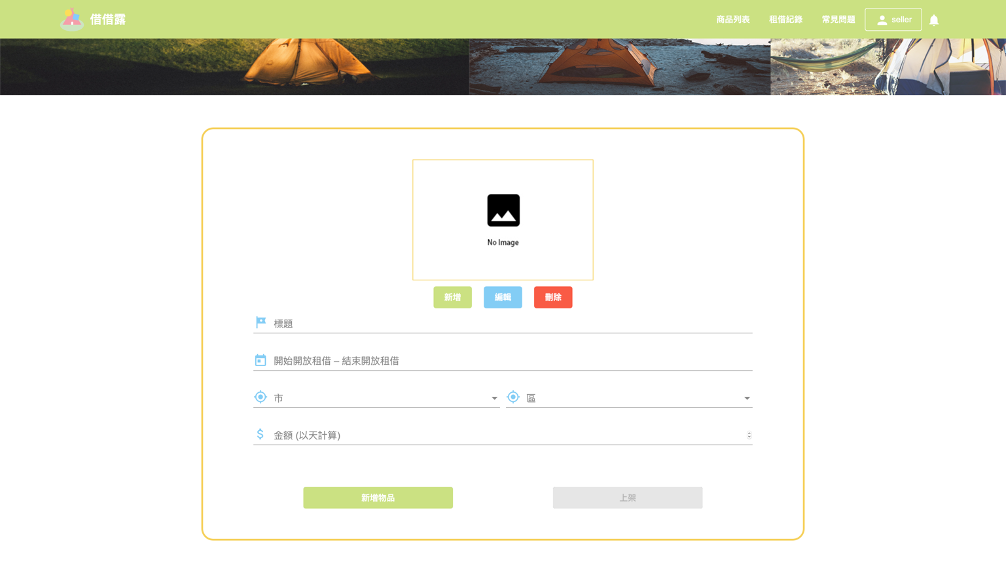 借借露
商品列表 租借紀錄 常見問題 seller
No Image
新增 編輯 刪除
標題
開始開放租借 – 結束開放租借
市 區
金額 (以天計算)
新增物品 上架